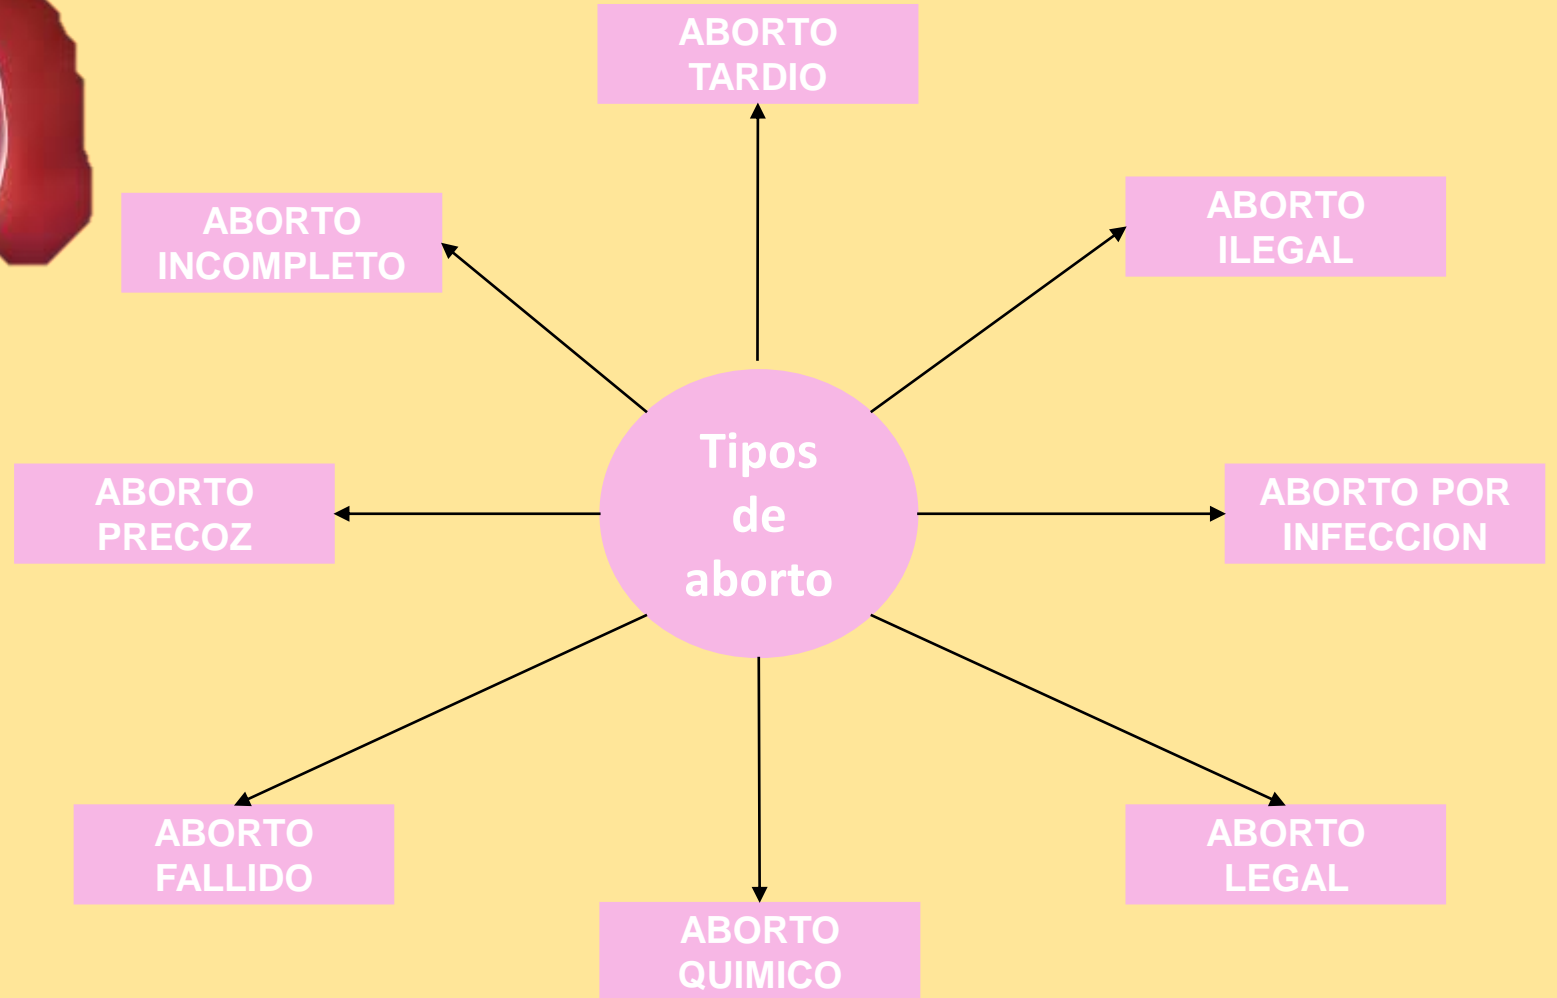 ABORTO
TARDIO
ABORTO
ILEGAL
ABORTO
INCOMPLETO
Tipos
de
aborto
ABORTO
PRECOZ
ABORTO POR
INFECCION
ABORTO
FALLIDO
ABORTO
LEGAL
ABORTO
QUIMICO